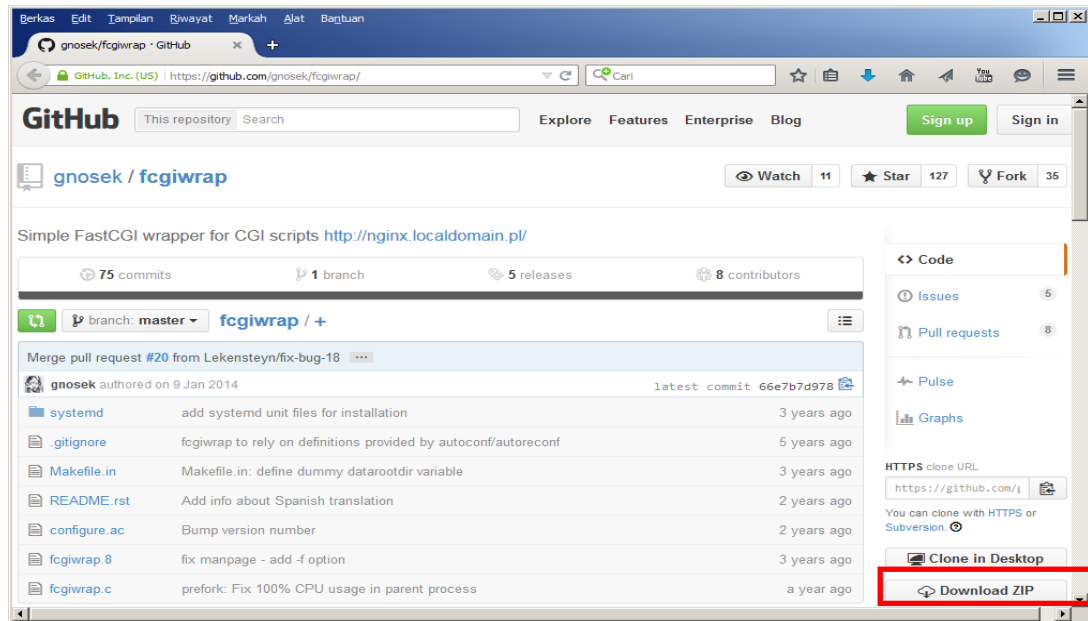 Berkas Edit Tampilan Riwayat Markah Alat Bantuan
gnosek/fcgiwrap · GitHub
GitHub, Inc. (US) https://github.com/gnosek/fcgiwrap/ Cari You Tube
GitHub This repository Search Explore Features Enterprise Blog Sign up Sign in
gnosek / fcgiwrap Watch 11 Star 127 Fork 35
Simple FastCGI wrapper for CGI scripts http://nginx.localdomain.pl/
75 commits 1 branch 5 releases 8 contributors
branch: master fcgiwrap / +
Merge pull request #20 from Lekensteyn/fix-bug-18 ...
gnosek authored on 9 Jan 2014 latest commit 66e7b7d978
systemd add systemd unit files for installation 3 years ago
.gitignore fcgiwrap to rely on definitions provided by autoconf/autoreconf 5 years ago
Makefile.in Makefile.in: define dummy datarootdir variable 3 years ago
README.rst Add info about Spanish translation 2 years ago
configure.ac Bump version number 2 years ago
fcgiwrap.8 fix manpage - add -f option 3 years ago
fcgiwrap.c prefork: Fix 100% CPU usage in parent process a year ago
<> Code
Issues 5
Pull requests 8
Pulse
Graphs
HTTPS clone URL
https://github.com/
You can clone with HTTPS or
Subversion.
Clone in Desktop
Download ZIP